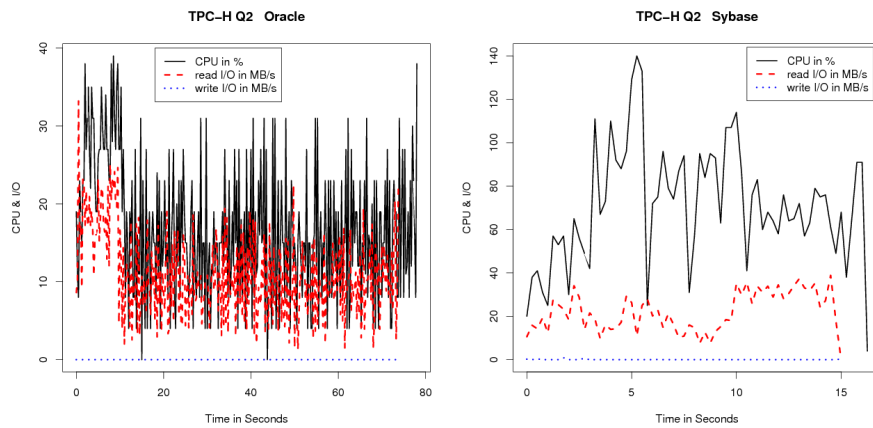 TPC-H Q2 Oracle
CPU & I/O
40
30
20
10
0
CPU in %
read I/O in MB/s
write I/O in MB/s
0 20 40 60 80
Time in Seconds
TPC-H Q2 Sybase
CPU & I/O
140
120
100
80
60
40
20
0
CPU in %
read I/O in MB/s
write I/O in MB/s
0 5 10 15
Time in Seconds